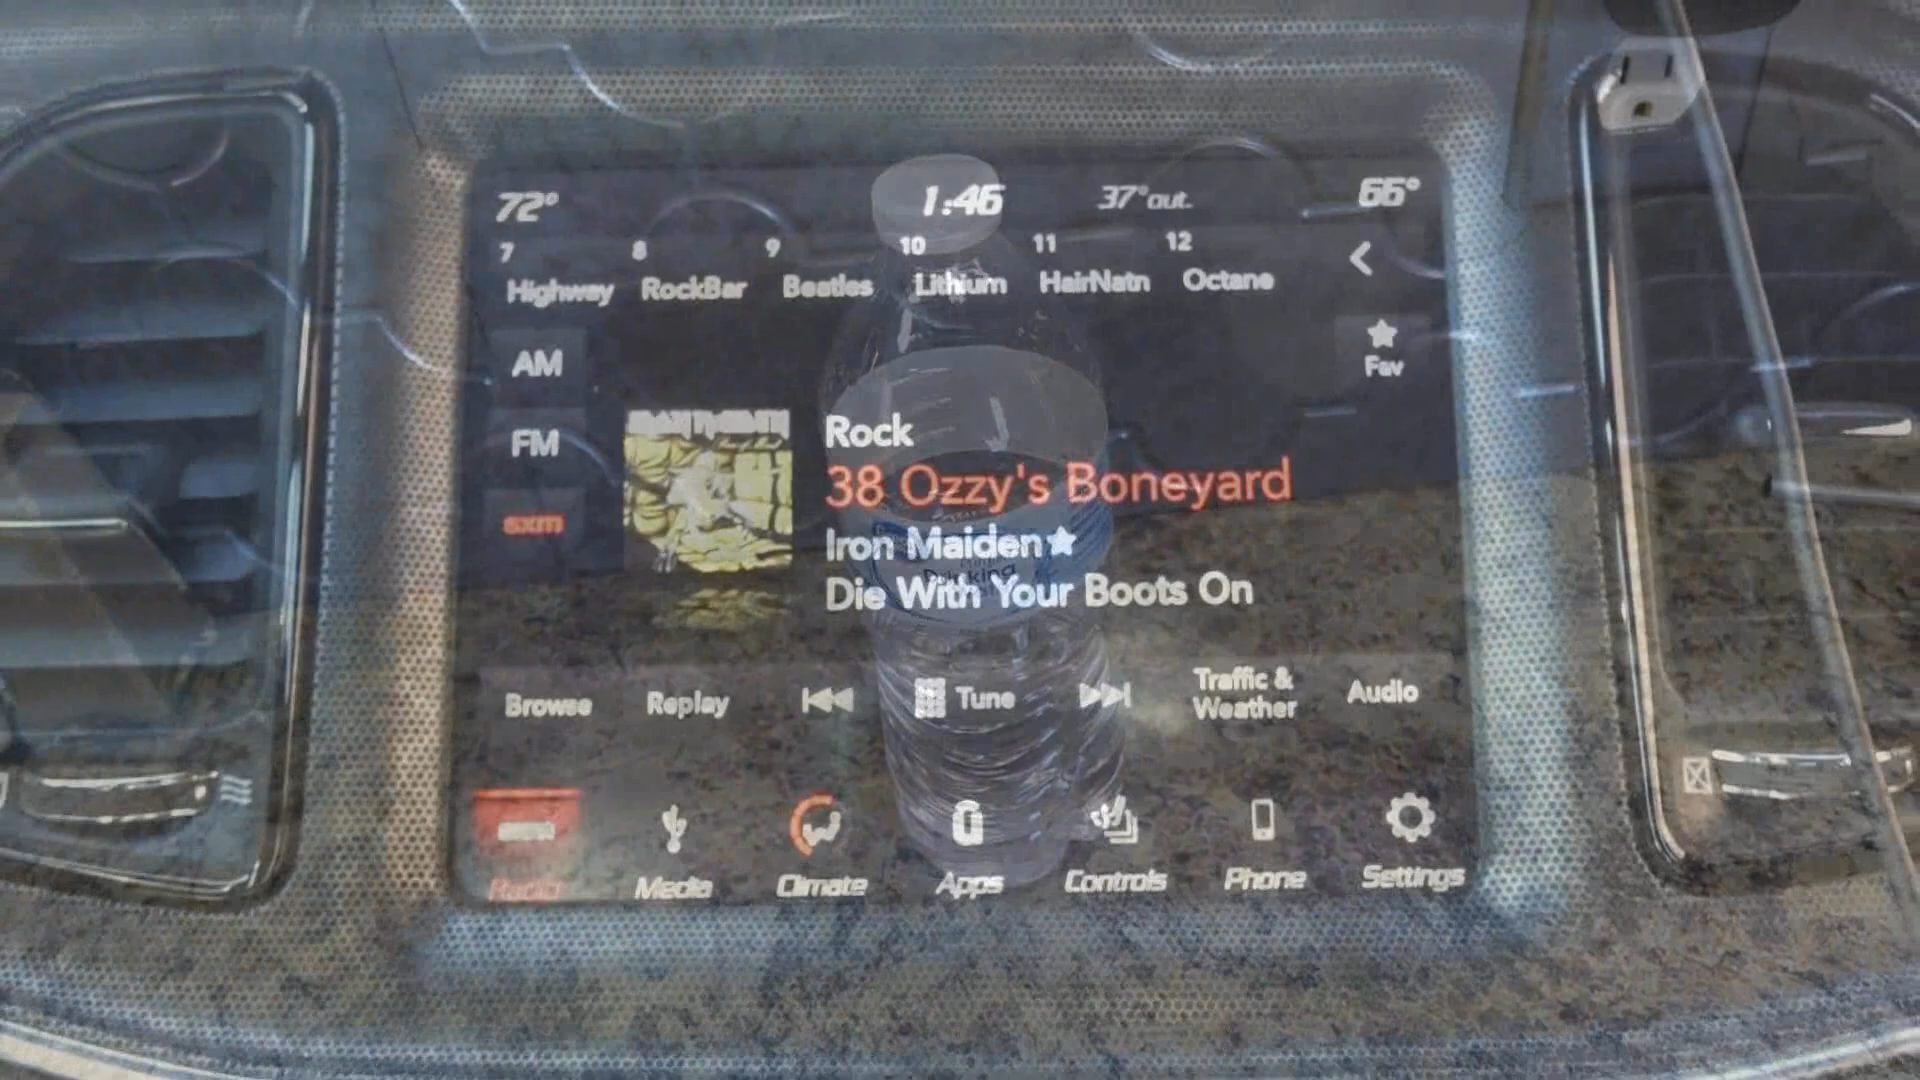 72° 1:46 37°out. 66°
7 8 9 10 11 12
Highway RockBar Beatles Lithium HairNatn Octane
AM
Fav
FM
sxm
Rock
38 Ozzy's Boneyard
Iron Maiden★
Drinking
Die With Your Boots On
Browse Replay Tune Traffic &
Weather Audio
Radio Media Climate Apps Controls Phone Settings